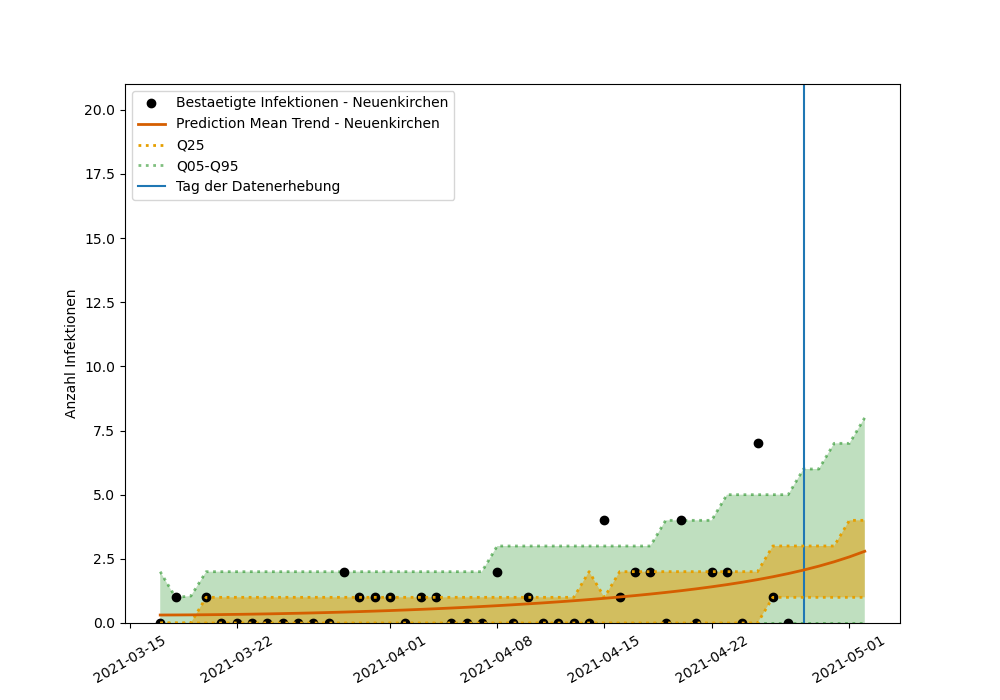 Bestaetigte Infektionen - Neuenkirchen
Prediction Mean Trend - Neuenkirchen
Q25
Q05-Q95
Tag der Datenerhebung
Anzahl Infektionen
20.0
17.5
15.0
12.5
10.0
7.5
5.0
2.5
0.0
2021-03-15
2021-03-22
2021-04-01
2021-04-08
2021-04-15
2021-04-22
2021-05-01